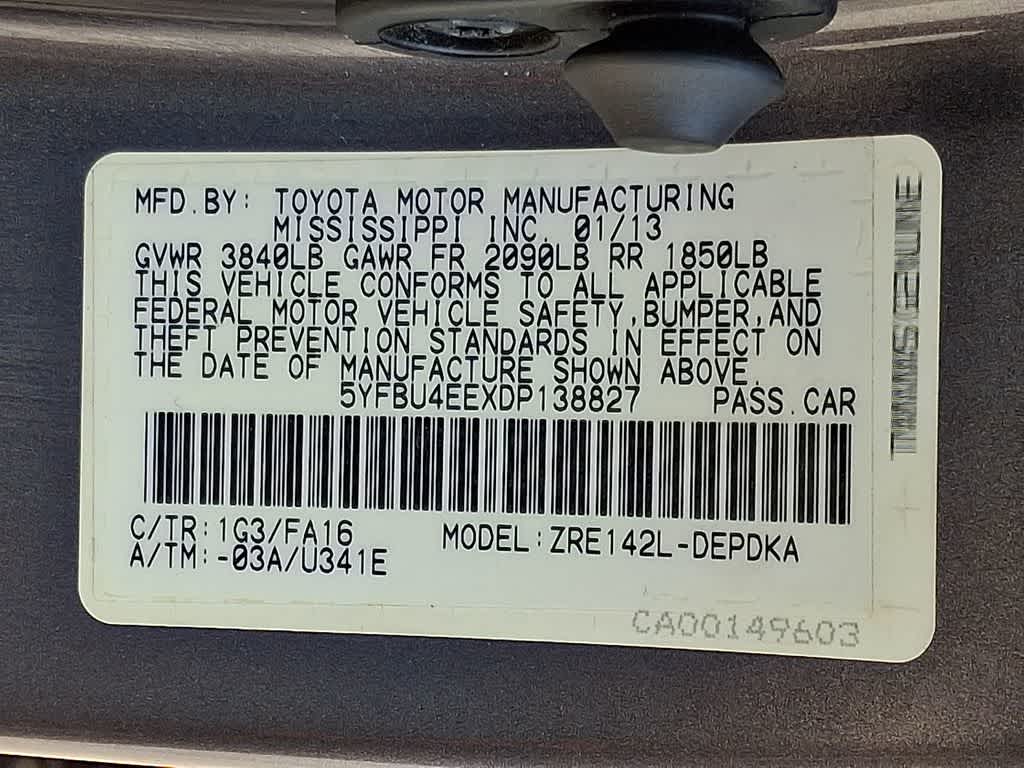 MFD.BY: TOYOTA MOTOR MANUFACTURING
MISSISSIPPI INC. 01/13
GVWR 3840LB GAWR FR 2090LB RR 1850LB
THIS VEHICLE CONFORMS TO ALL APPLICABLE
FEDERAL MOTOR VEHICLE SAFETY,BUMPER,AND
THEFT PREVENTION STANDARDS IN EFFECT ON
THE DATE OF MANUFACTURE SHOWN ABOVE.
5YFBU4EEXDP138827 PASS.CAR
C/TR:1G3/FA16 MODEL:ZRE142L-DEPDKA
A/TM:-03A/U341E
CA00149603